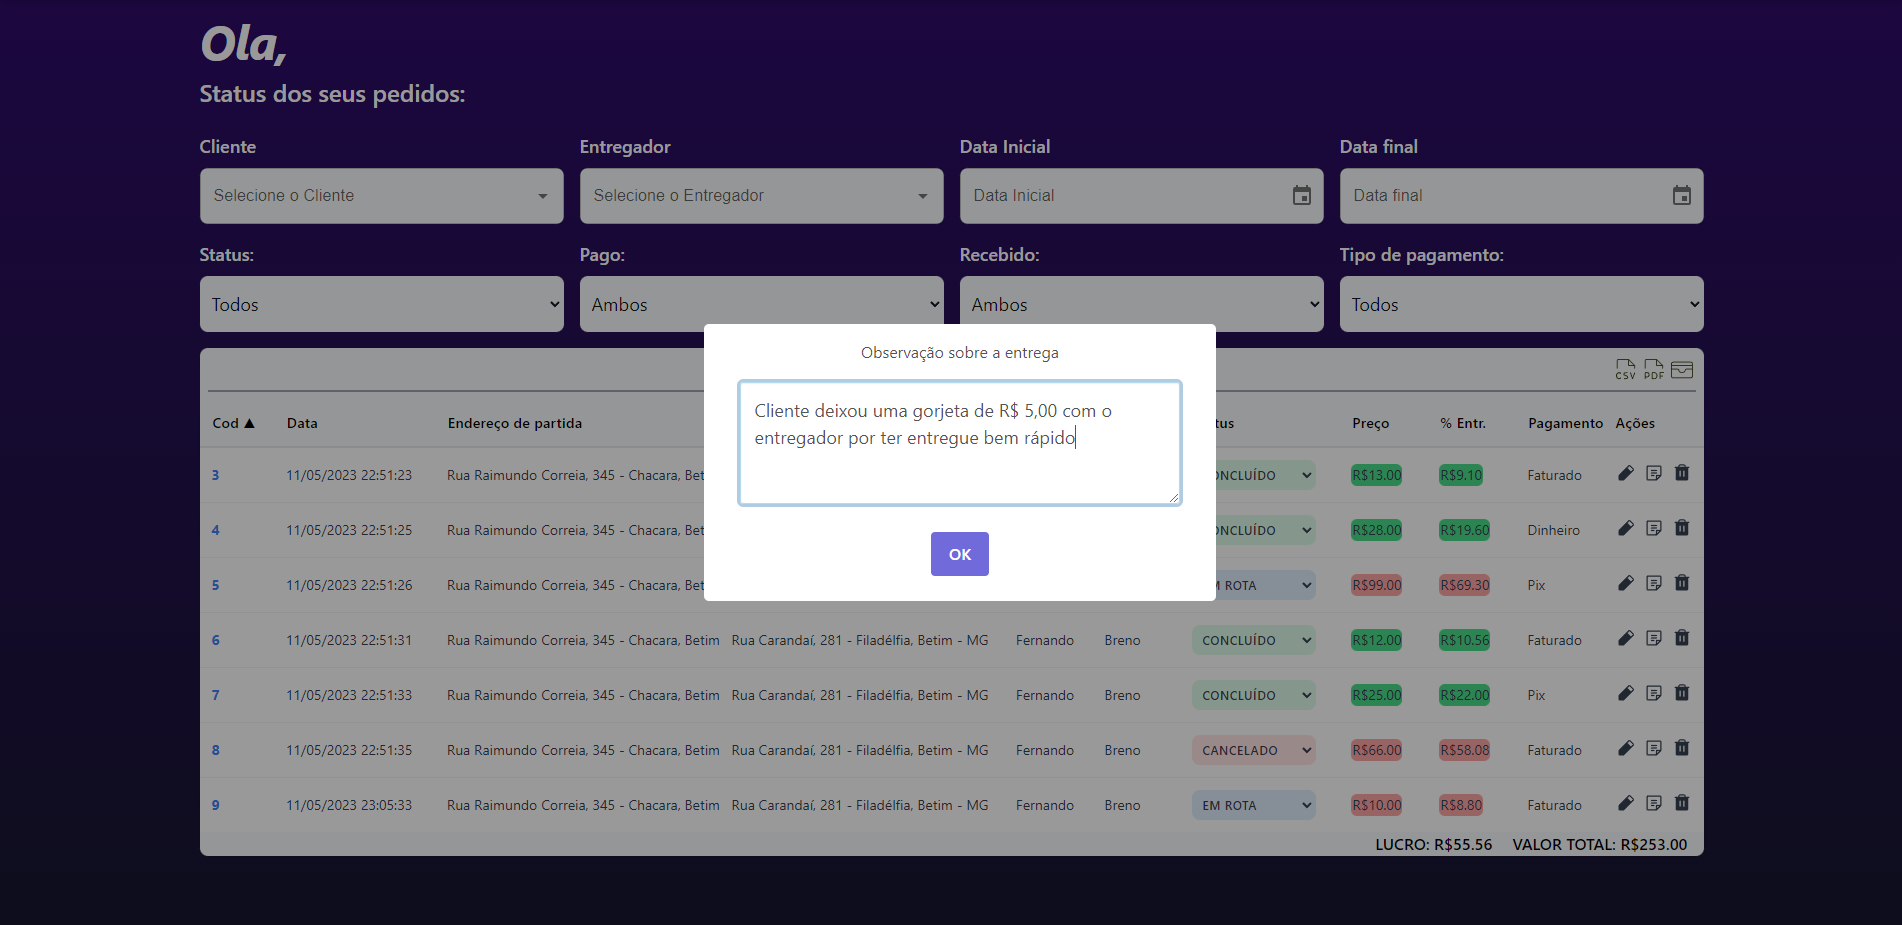 Ola,
Status dos seus pedidos:
Cliente Entregador Data Inicial Data final
Selecione o Cliente Selecione o Entregador Data Inicial Data final
Status: Pago: Recebido: Tipo de pagamento:
Todos Ambos Ambos Todos
Observação sobre a entrega
Cliente deixou uma gorjeta de R$ 5,00 com o
entregador por ter entregue bem rápido
OK
CSV PDF
Cod ▲ Data Endereço de partida Preço % Entr. Pagamento Ações
3 11/05/2023 22:51:23 Rua Raimundo Correia, 345 - Chacara, R$13.00 R$9.10 Faturado
4 11/05/2023 22:51:25 Rua Raimundo Correia, 345 - Chacara, R$28.00 R$19.60 Dinheiro
5 11/05/2023 22:51:26 Rua Raimundo Correia, 345 - Chacara, ROTA R$99.00 R$69.30 Pix
6 11/05/2023 22:51:31 Rua Raimundo Correia, 345 - Chacara, Betim Rua Carandaí, 281 - Filadélfia, Betim - MG Fernando Breno CONCLUÍDO R$12.00 R$10.56 Faturado
7 11/05/2023 22:51:33 Rua Raimundo Correia, 345 - Chacara, Betim Rua Carandaí, 281 - Filadélfia, Betim - MG Fernando Breno CONCLUÍDO R$25.00 R$22.00 Pix
8 11/05/2023 22:51:35 Rua Raimundo Correia, 345 - Chacara, Betim Rua Carandaí, 281 - Filadélfia, Betim - MG Fernando Breno CANCELADO R$66.00 R$58.08 Faturado
9 11/05/2023 23:05:33 Rua Raimundo Correia, 345 - Chacara, Betim Rua Carandaí, 281 - Filadélfia, Betim - MG Fernando Breno EM ROTA R$10.00 R$8.80 Faturado
LUCRO: R$55.56 VALOR TOTAL: R$253.00